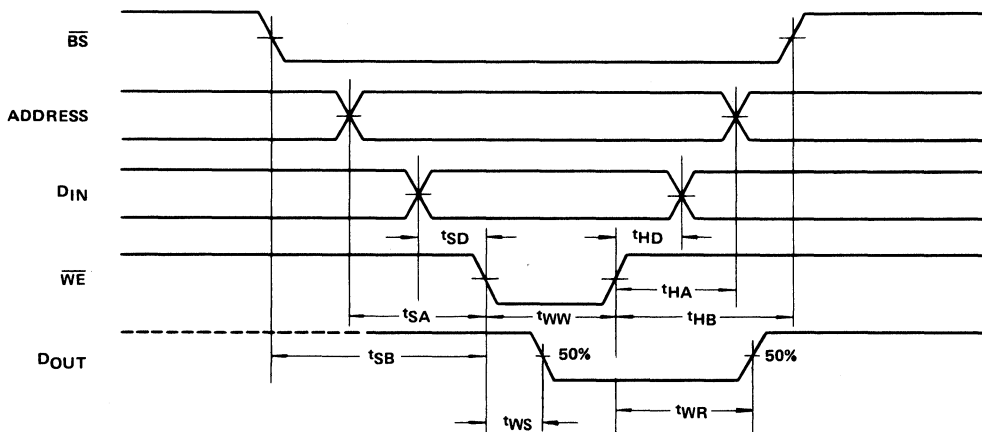 BS
ADDRESS
DIN
tSD
tHD
WE
tHA
tSA
tWW
tHB
DOUT
tSB
50%
50%
tWS
tWR